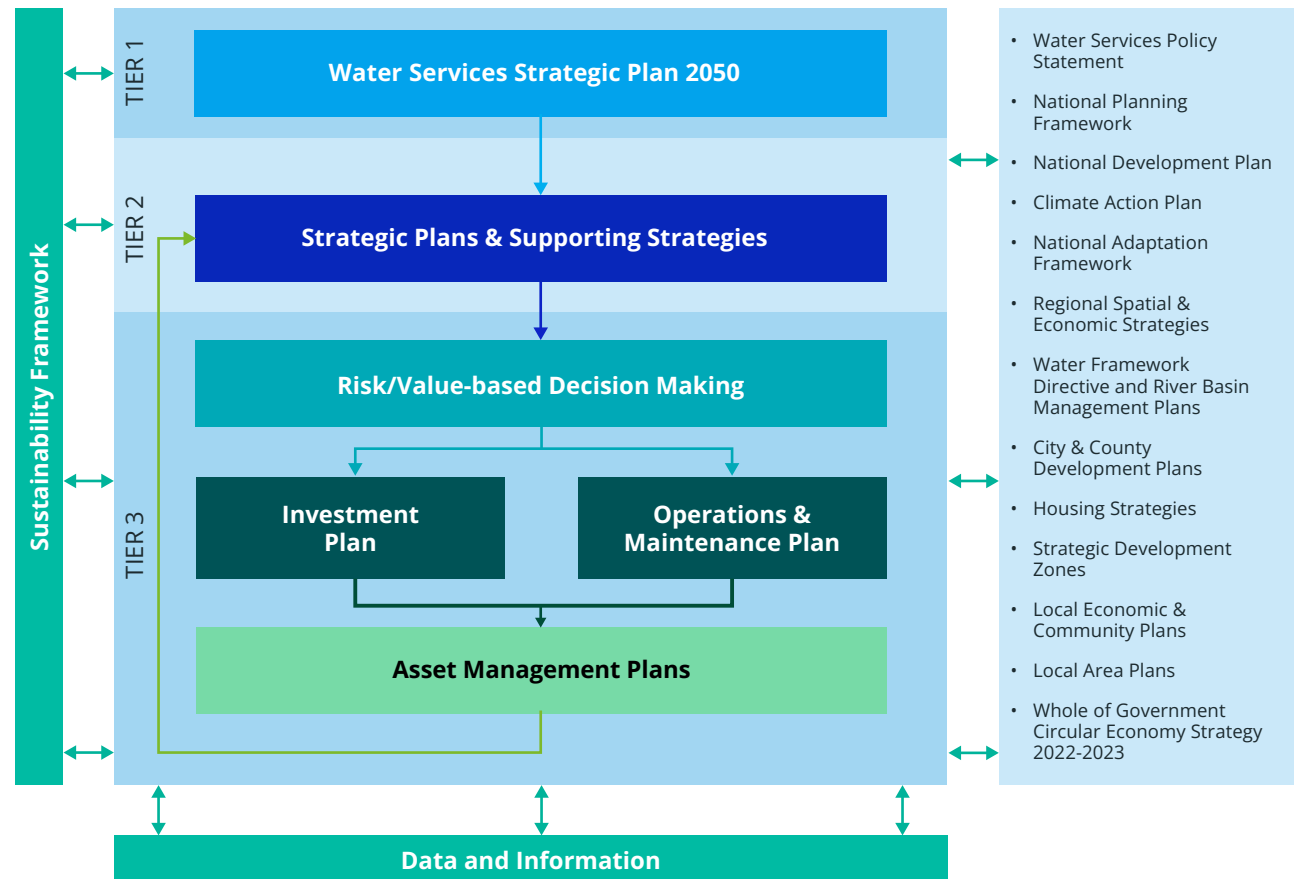 Sustainability Framework
TIER 1
Water Services Strategic Plan 2050
TIER 2
Strategic Plans & Supporting Strategies
TIER 3
Risk/Value-based Decision Making
Investment
Plan
Operations &
Maintenance Plan
Asset Management Plans
Data and Information
• Water Services Policy
Statement
• National Planning
Framework
• National Development Plan
• Climate Action Plan
• National Adaptation
Framework
• Regional Spatial &
Economic Strategies
• Water Framework
Directive and River Basin
Management Plans
• City & County
Development Plans
• Housing Strategies
• Strategic Development
Zones
• Local Economic &
Community Plans
• Local Area Plans
• Whole of Government
Circular Economy Strategy
2022-2023